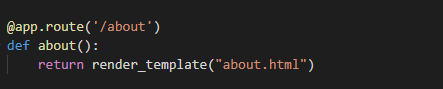 @app.route('/about')
def about():
    return render_template("about.html")